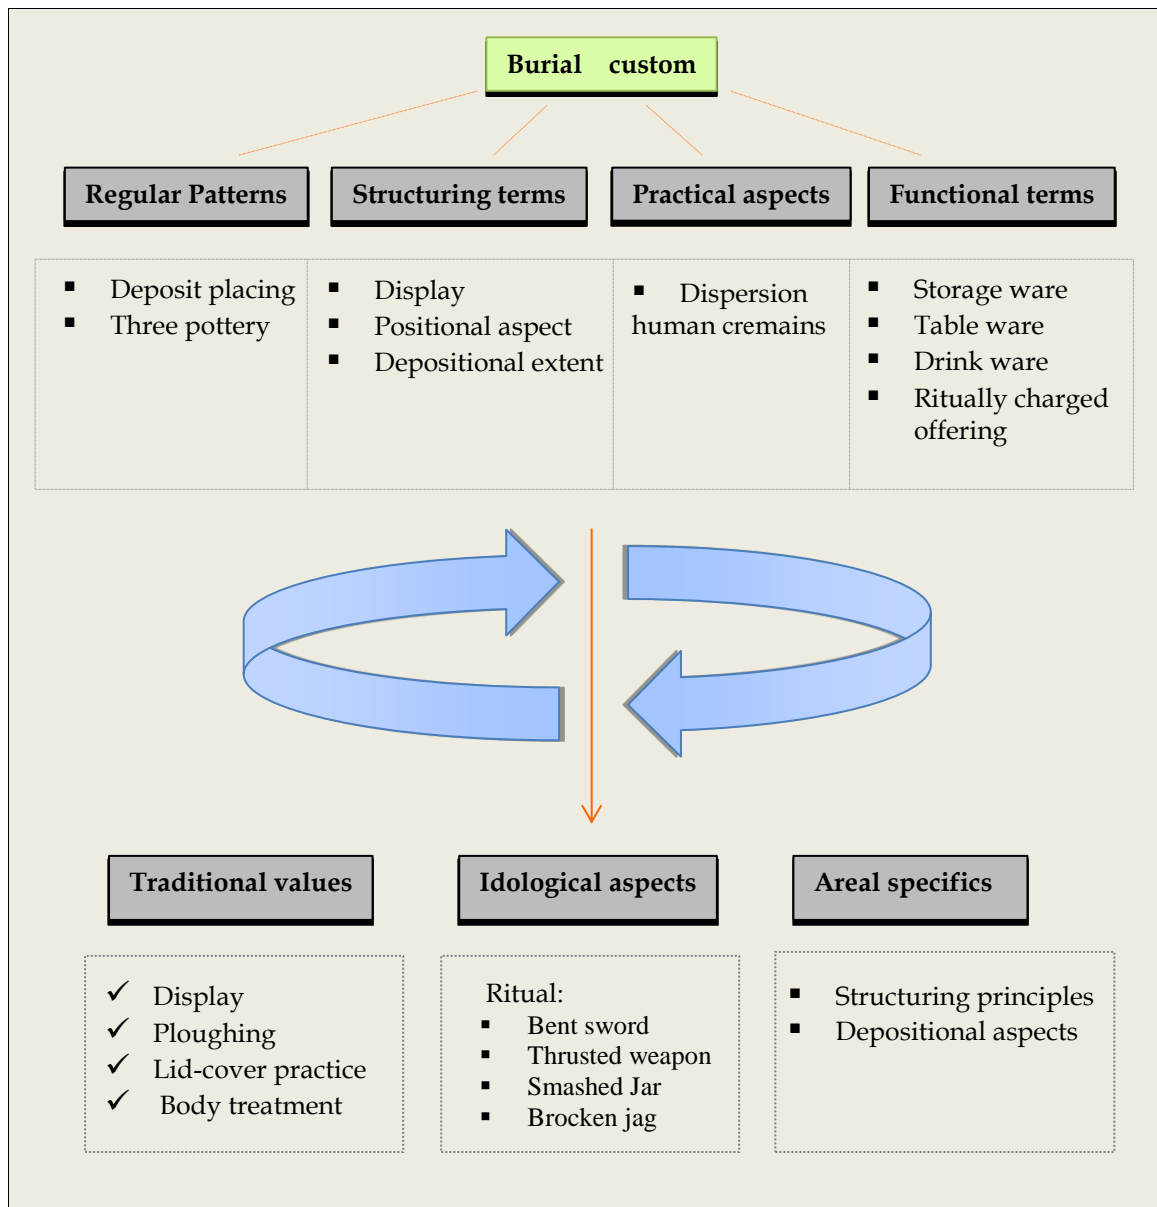 Burial custom
Regular Patterns
Structuring terms
Practical aspects
Functional terms
Deposit placing
Three pottery
Display
Positional aspect
Depositional extent
Dispersion
human cremains
Storage ware
Table ware
Drink ware
Ritually charged
offering
Traditional values
Idological aspects
Areal specifics
Display
Ploughing
Lid-cover practice
Body treatment
Ritual:
Bent sword
Thrusted weapon
Smashed Jar
Brocken jag
Structuring principles
Depositional aspects